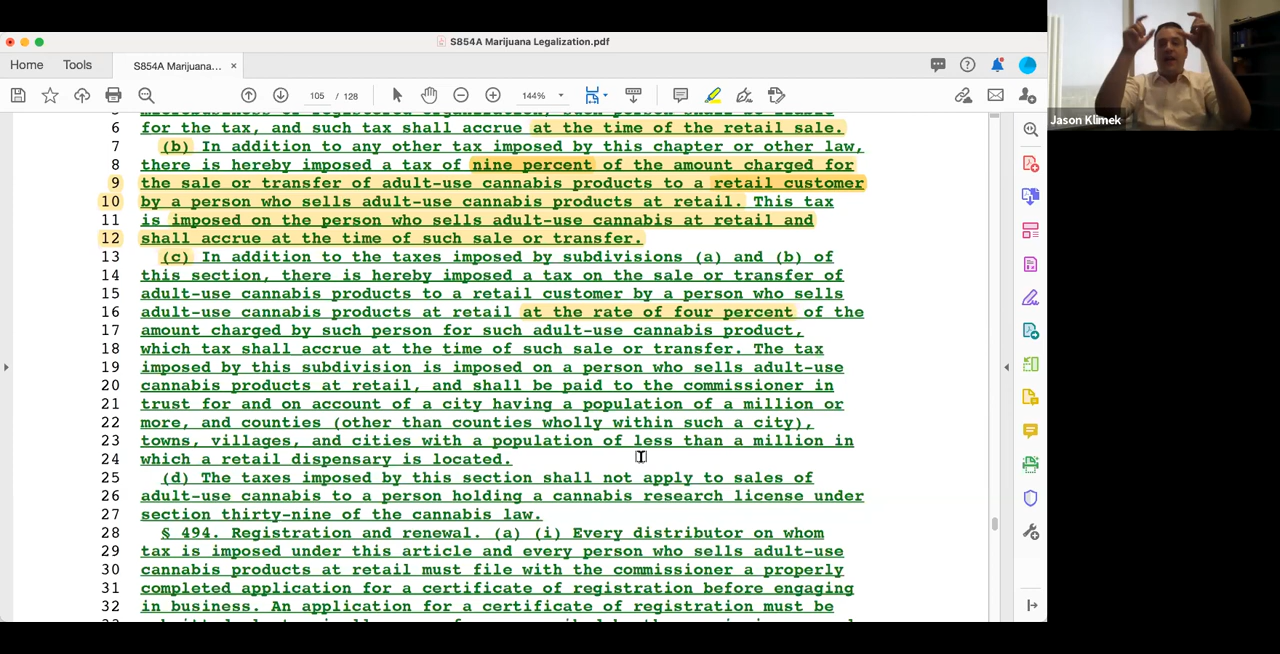 S854A Marijuana Legalization.pdf
Home
Tools
S854A Marijuana...
×
105 / 128
144%
Jason Klimek
6 for the tax, and such tax shall accrue at the time of the retail sale.
7 (b) In addition to any other tax imposed by this chapter or other law,
8 there is hereby imposed a tax of nine percent of the amount charged for
9 the sale or transfer of adult-use cannabis products to a retail customer
10 by a person who sells adult-use cannabis products at retail. This tax
11 is imposed on the person who sells adult-use cannabis at retail and
12 shall accrue at the time of such sale or transfer.
13 (c) In addition to the taxes imposed by subdivisions (a) and (b) of
14 this section, there is hereby imposed a tax on the sale or transfer of
15 adult-use cannabis products to a retail customer by a person who sells
16 adult-use cannabis products at retail at the rate of four percent of the
17 amount charged by such person for such adult-use cannabis product,
18 which tax shall accrue at the time of such sale or transfer. The tax
19 imposed by this subdivision is imposed on a person who sells adult-use
20 cannabis products at retail, and shall be paid to the commissioner in
21 trust for and on account of a city having a population of a million or
22 more, and counties (other than counties wholly within such a city),
23 towns, villages, and cities with a population of less than a million in
24 which a retail dispensary is located.
25 (d) The taxes imposed by this section shall not apply to sales of
26 adult-use cannabis to a person holding a cannabis research license under
27 section thirty-nine of the cannabis law.
28 § 494. Registration and renewal. (a) (i) Every distributor on whom
29 tax is imposed under this article and every person who sells adult-use
30 cannabis products at retail must file with the commissioner a properly
31 completed application for a certificate of registration before engaging
32 in business. An application for a certificate of registration must be